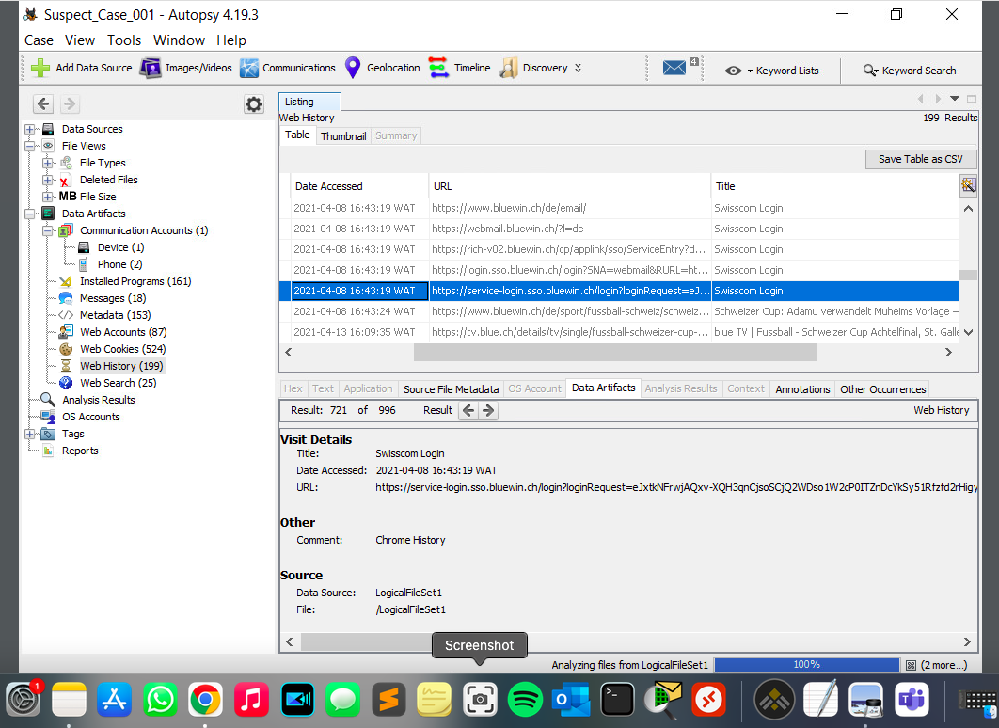 Suspect_Case_001 - Autopsy 4.19.3
Case View Tools Window Help
Add Data Source Images/Videos Communications Geolocation Timeline Discovery 4 Keyword Lists Keyword Search
Data Sources
File Views
File Types
Deleted Files
MB File Size
Data Artifacts
Communication Accounts (1)
Device (1)
Phone (2)
Installed Programs (161)
Messages (18)
Metadata (153)
Web Accounts (87)
Web Cookies (524)
Web History (199)
Web Search (25)
Analysis Results
OS Accounts
Tags
Reports
Listing
Web History 199 Results
Table Thumbnail Summary
Save Table as CSV
Date Accessed URL Title
2021-04-08 16:43:19 WAT https://www.bluewin.ch/de/email/ Swisscom Login
2021-04-08 16:43:19 WAT https://webmail.bluewin.ch/?l=de Swisscom Login
2021-04-08 16:43:19 WAT https://rich-v02.bluewin.ch/cp/applink/sso/ServiceEntry?d... Swisscom Login
2021-04-08 16:43:19 WAT https://login.sso.bluewin.ch/login?SNA=webmail&RURL=ht... Swisscom Login
2021-04-08 16:43:19 WAT https://service-login.sso.bluewin.ch/login?loginRequest=eJ... Swisscom Login
2021-04-08 16:43:24 WAT https://www.bluewin.ch/de/sport/fussball-schweiz/schweiz... Schweizer Cup: Adamu verwandelt Muheims Vorlage –
2021-04-13 16:09:35 WAT https://tv.blue.ch/details/tv/single/fussball-schweizer-cup-... blue TV | Fussball - Schweizer Cup Achtelfinal, St. Galle
Hex Text Application Source File Metadata OS Account Data Artifacts Analysis Results Context Annotations Other Occurrences
Result: 721 of 996 Result Web History
Visit Details
Title: Swisscom Login
Date Accessed: 2021-04-08 16:43:19 WAT
URL: https://service-login.sso.bluewin.ch/login?loginRequest=eJxtkNFrwjAQxv-XQH3qnCjsoSCjQ2WDso1W2cP0ITZnDcYkSy51Rfzfd2rHigy
Other
Comment: Chrome History
Source
Data Source: LogicalFileSet1
File: /LogicalFileSet1
Analyzing files from LogicalFileSet1 100% (2 more...)
Screenshot
1